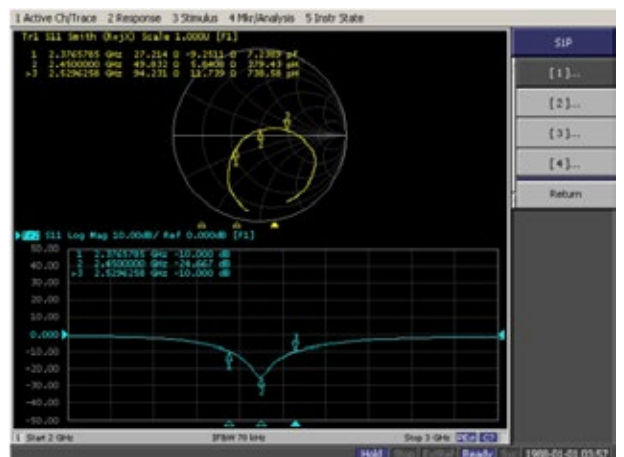 1 Active Ch/Trace 2 Response 3 Stimulus 4 Mkr/Analysis 5 Instr State
Tr1 S11 Smith (R+jX) Scale 1.000U [F1]
1 2.3765785 GHz 27.214 Ω -9.2511 Ω 7.2389 pF
2 2.4500000 GHz 49.832 Ω 5.8408 Ω 379.43 pH
>3 2.5296258 GHz 94.231 Ω 11.739 Ω 738.58 pH
S1P
[1]...
[2]...
[3]...
[4]...
Return
S11 Log Mag 10.00dB/ Ref 0.000dB [F1]
50.00
1 2.3765785 GHz -10.000 dB
2 2.4500000 GHz -24.667 dB
>3 2.5296258 GHz -10.000 dB
40.00
30.00
20.00
10.00
0.000
-10.00
-20.00
-30.00
-40.00
-50.00
1 Start 2 GHz IFBW 70 kHz Stop 3 GHz
Hold Stop ExtRef Ready Svc 1988-01-01 03:57